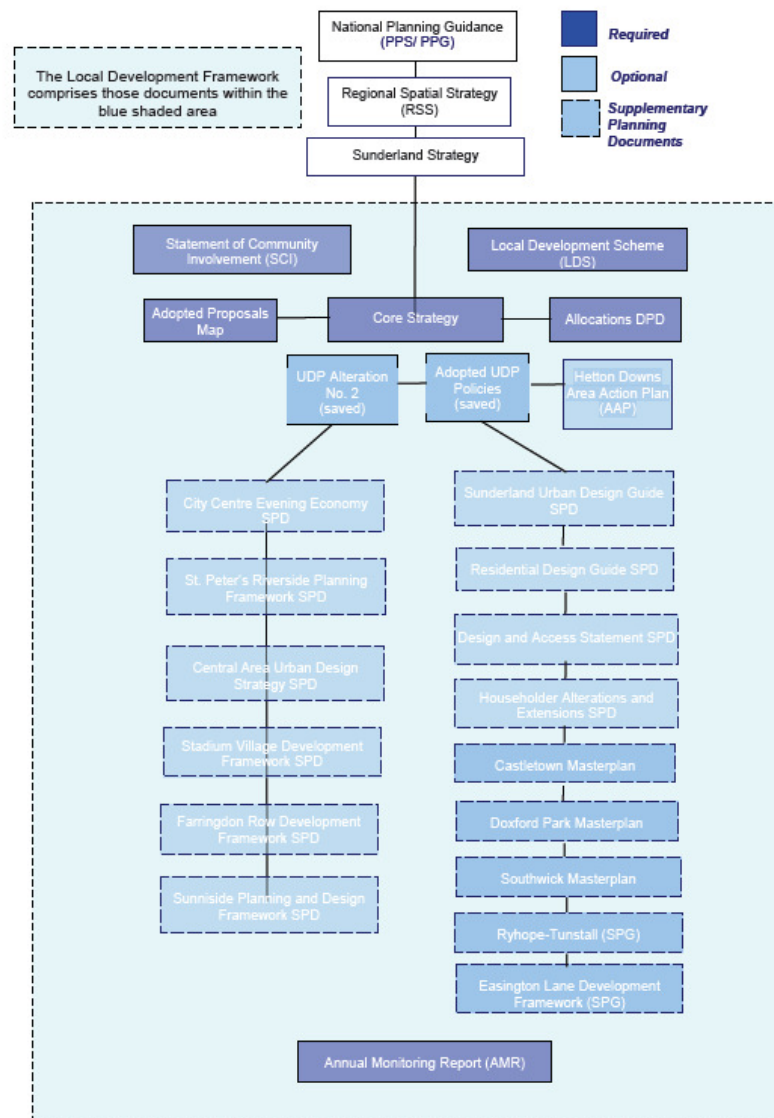 National Planning Guidance
(PPS/ PPG)
Required
The Local Development Framework
comprises those documents within the
blue shaded area
Optional
Regional Spatial Strategy
(RSS)
Supplementary
Planning
Documents
Sunderland Strategy
Statement of Community
Involvement (SCI)
Local Development Scheme
(LDS)
Adopted Proposals
Map
Core Strategy
Allocations DPD
UDP Alteration
No. 2
(saved)
Adopted UDP
Policies
(saved)
Hetton Downs
Area Action Plan
(AAP)
City Centre Evening Economy
SPD
St. Peter's Riverside Planning
Framework SPD
Central Area Urban Design
Strategy SPD
Stadium Village Development
Framework SPD
Farringdon Row Development
Framework SPD
Sunniside Planning and Design
Framework SPD
Sunderland Urban Design Guide
SPD
Residential Design Guide SPD
Design and Access Statement SPD
Householder Alterations and
Extensions SPD
Castletown Masterplan
Doxford Park Masterplan
Southwick Masterplan
Ryhope-Tunstall (SPG)
Easington Lane Development
Framework (SPG)
Annual Monitoring Report (AMR)